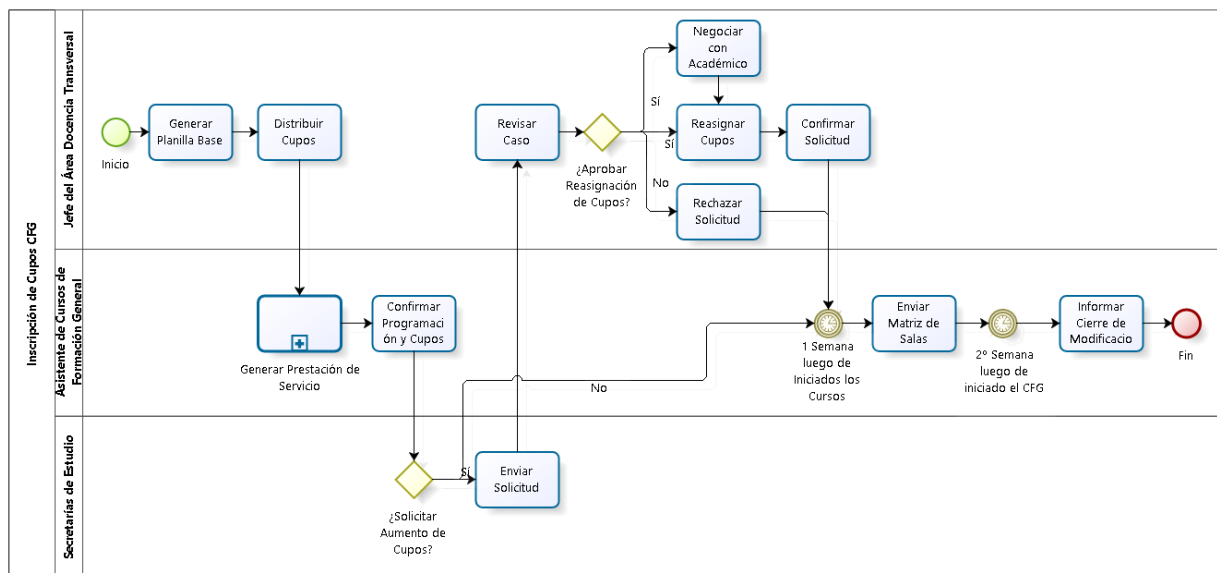 Inscripción de Cupos CFG
Jefe del Área Docencia Transversal
Inicio
Generar
Planilla Base
Distribuir
Cupos
Revisar
Caso
¿Aprobar
Reasignación
de Cupos?
Sí
Negociar
con
Académico
Sí
Reasignar
Cupos
Confirmar
Solicitud
No
Rechazar
Solicitud
Asistente de Cursos de
Formación General
Generar Prestación de
Servicio
Confirmar
Programaci
ón y Cupos
No
1 Semana
luego de
Iniciados los
Cursos
Enviar
Matriz de
Salas
2º Semana
luego de
iniciado el CFG
Informar
Cierre de
Modificacio
Fin
Secretarías de Estudio
¿Solicitar
Aumento de
Cupos?
Sí
Enviar
Solicitud